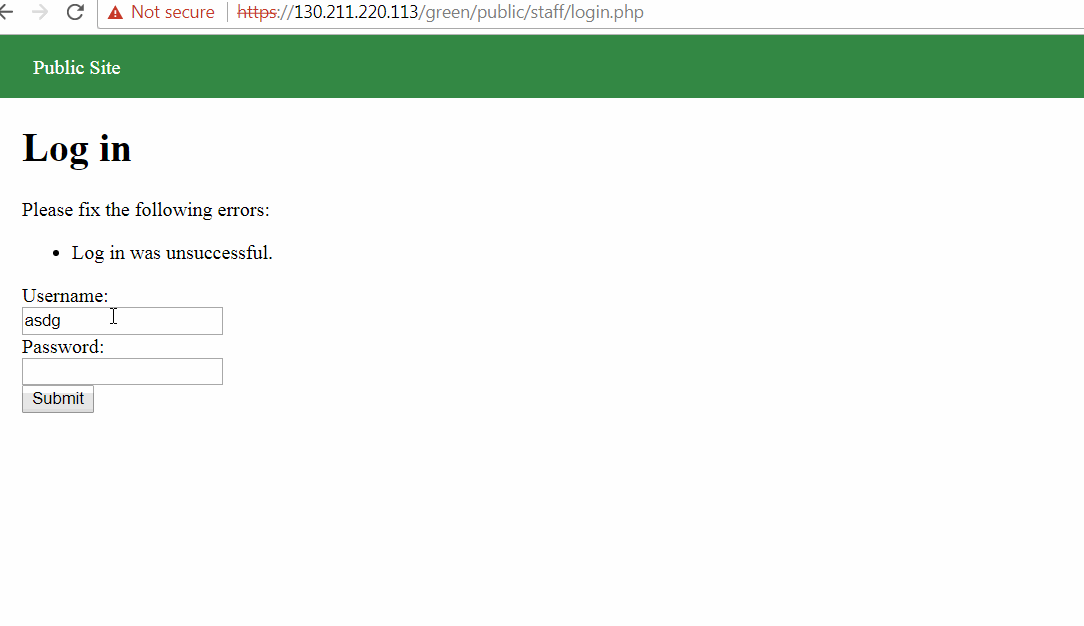 Not secure https://130.211.220.113/green/public/staff/login.php
Public Site
Log in
Please fix the following errors:
• Log in was unsuccessful.
Username:
asdg
Password:
Submit